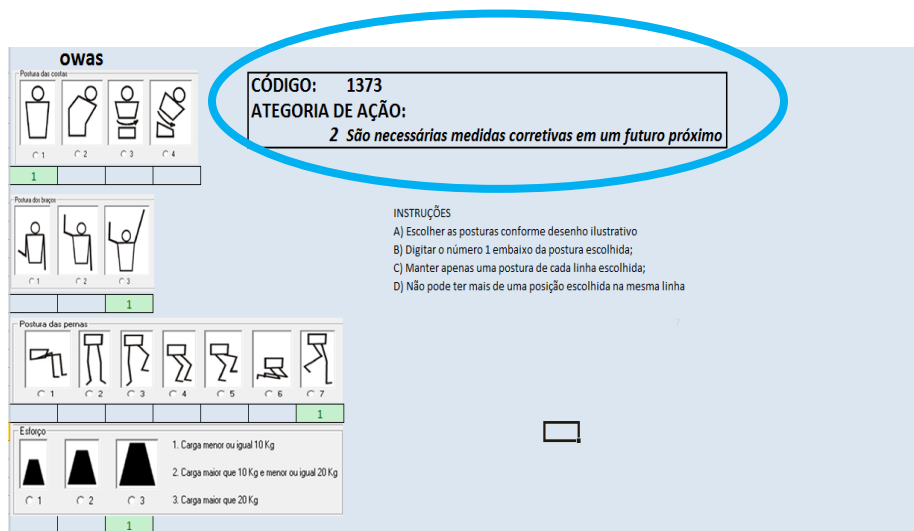 owas
Postura das costas
1 2 3 4
1
CÓDIGO: 1373
ATEGORIA DE AÇÃO:
2 São necessárias medidas corretivas em um futuro próximo
Postura dos braços
1 2 3
1
INSTRUÇÕES
A) Escolher as posturas conforme desenho ilustrativo
B) Digitar o número 1 embaixo da postura escolhida;
C) Manter apenas uma postura de cada linha escolhida;
D) Não pode ter mais de uma posição escolhida na mesma linha
7
Postura das pernas
1 2 3 4 5 6 7
1
Esforço
1. Carga menor ou igual 10 Kg
2. Carga maior que 10 Kg e menor ou igual 20 Kg
3. Carga maior que 20 Kg
1 2 3
1